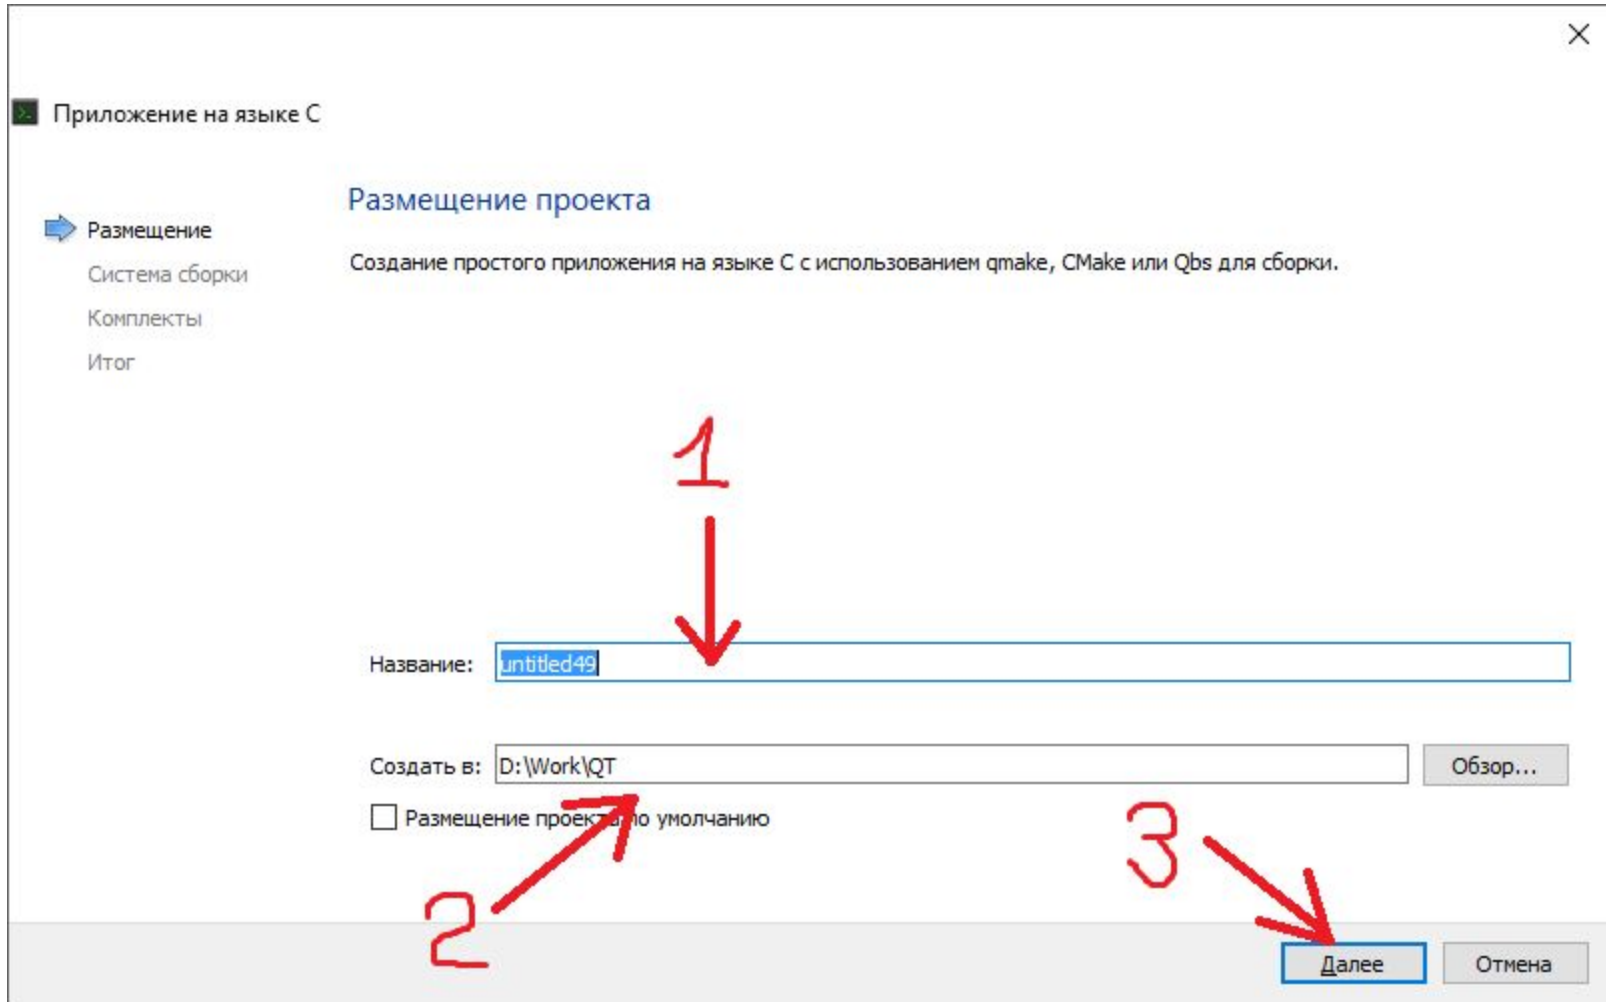 Приложение на языке C
Размещение
Система сборки
Комплекты
Итог
Размещение проекта
Создание простого приложения на языке C с использованием qmake, CMake или Qbs для сборки.
1
Название: untitled49
Создать в: D:\Work\QT Обзор...
Размещение проекта по умолчанию
2
3
Далее Отмена